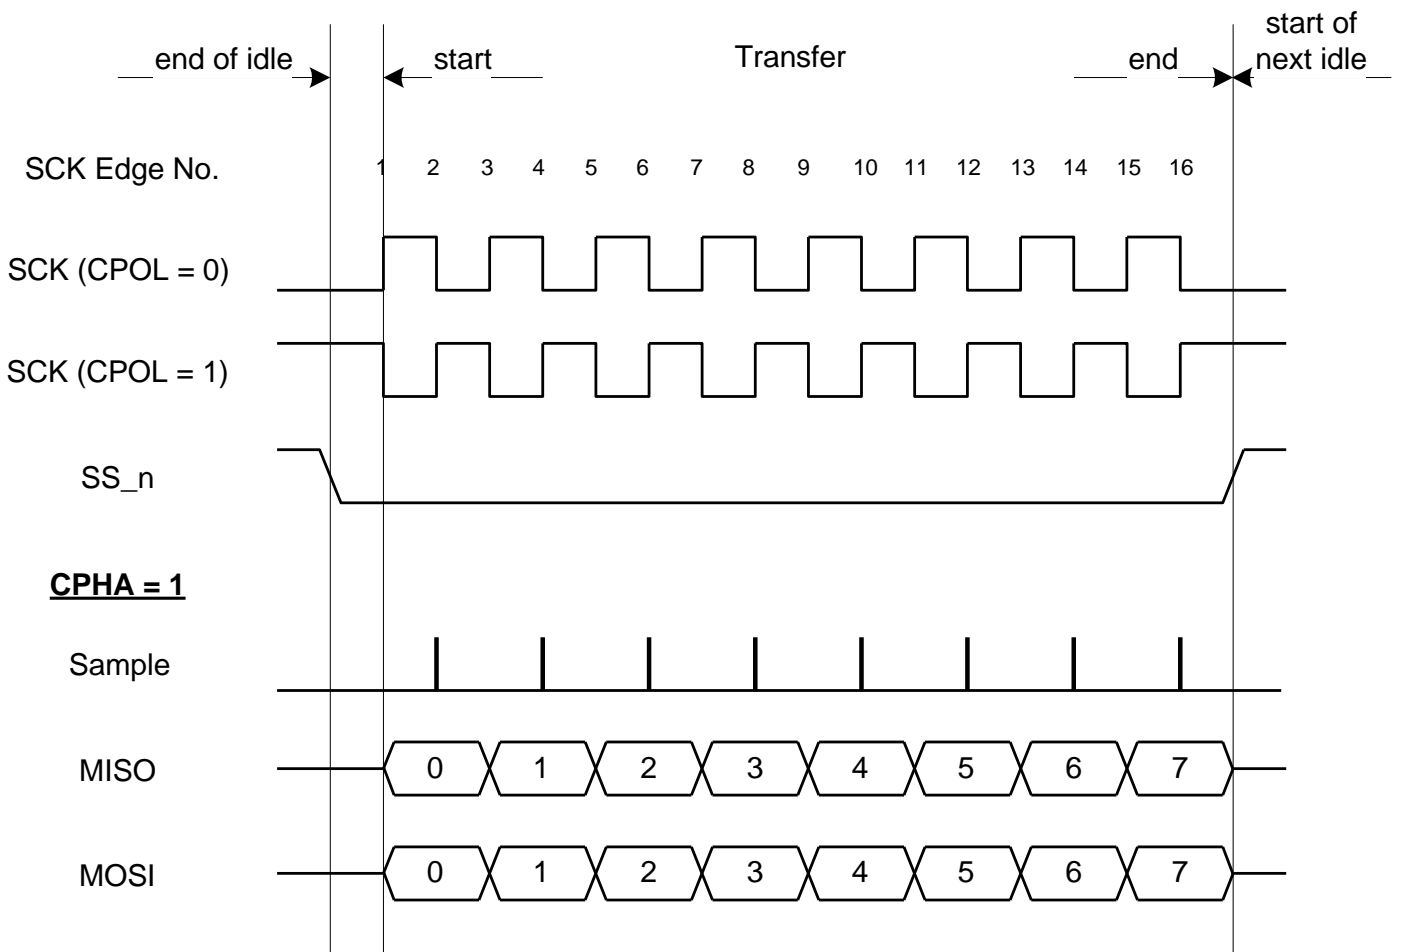 start of
end of idle start Transfer end next idle
SCK Edge No. 1 2 3 4 5 6 7 8 9 10 11 12 13 14 15 16
SCK (CPOL = 0)
SCK (CPOL = 1)
SS_n
CPHA = 1
Sample
MISO 0 1 2 3 4 5 6 7
MOSI 0 1 2 3 4 5 6 7